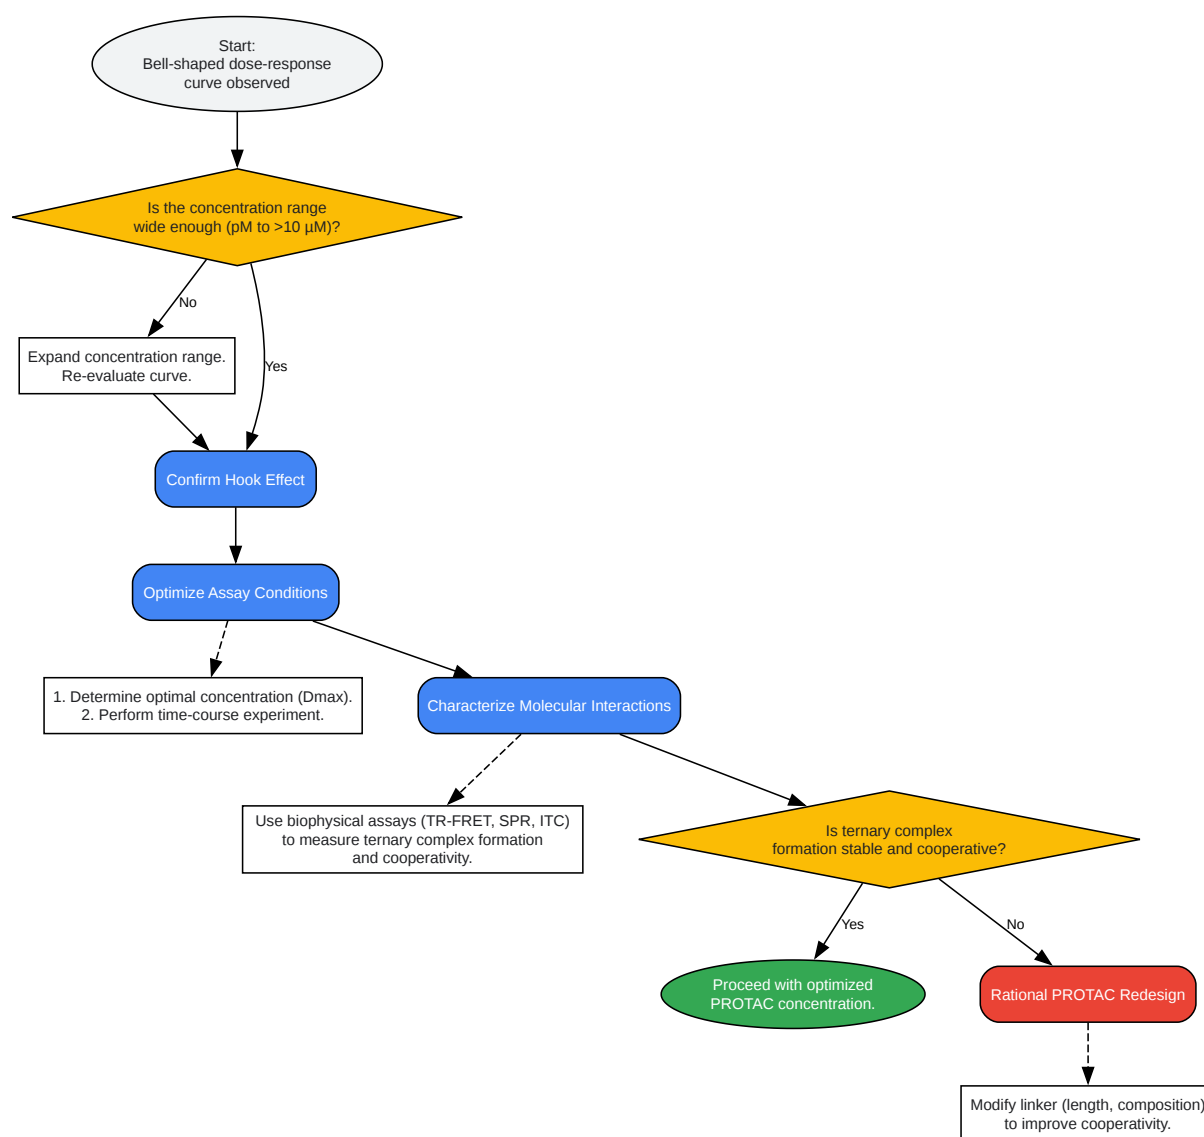 Start:
Bell-shaped dose-response
curve observed
Is the concentration range
wide enough (pM to >10 µM)?
No
Yes
Expand concentration range.
Re-evaluate curve.
Confirm Hook Effect
Optimize Assay Conditions
1. Determine optimal concentration (Dmax).
2. Perform time-course experiment.
Characterize Molecular Interactions
Use biophysical assays (TR-FRET, SPR, ITC)
to measure ternary complex formation
and cooperativity.
Is ternary complex
formation stable and cooperative?
Yes
No
Proceed with optimized
PROTAC concentration.
Rational PROTAC Redesign
Modify linker (length, composition)
to improve cooperativity.